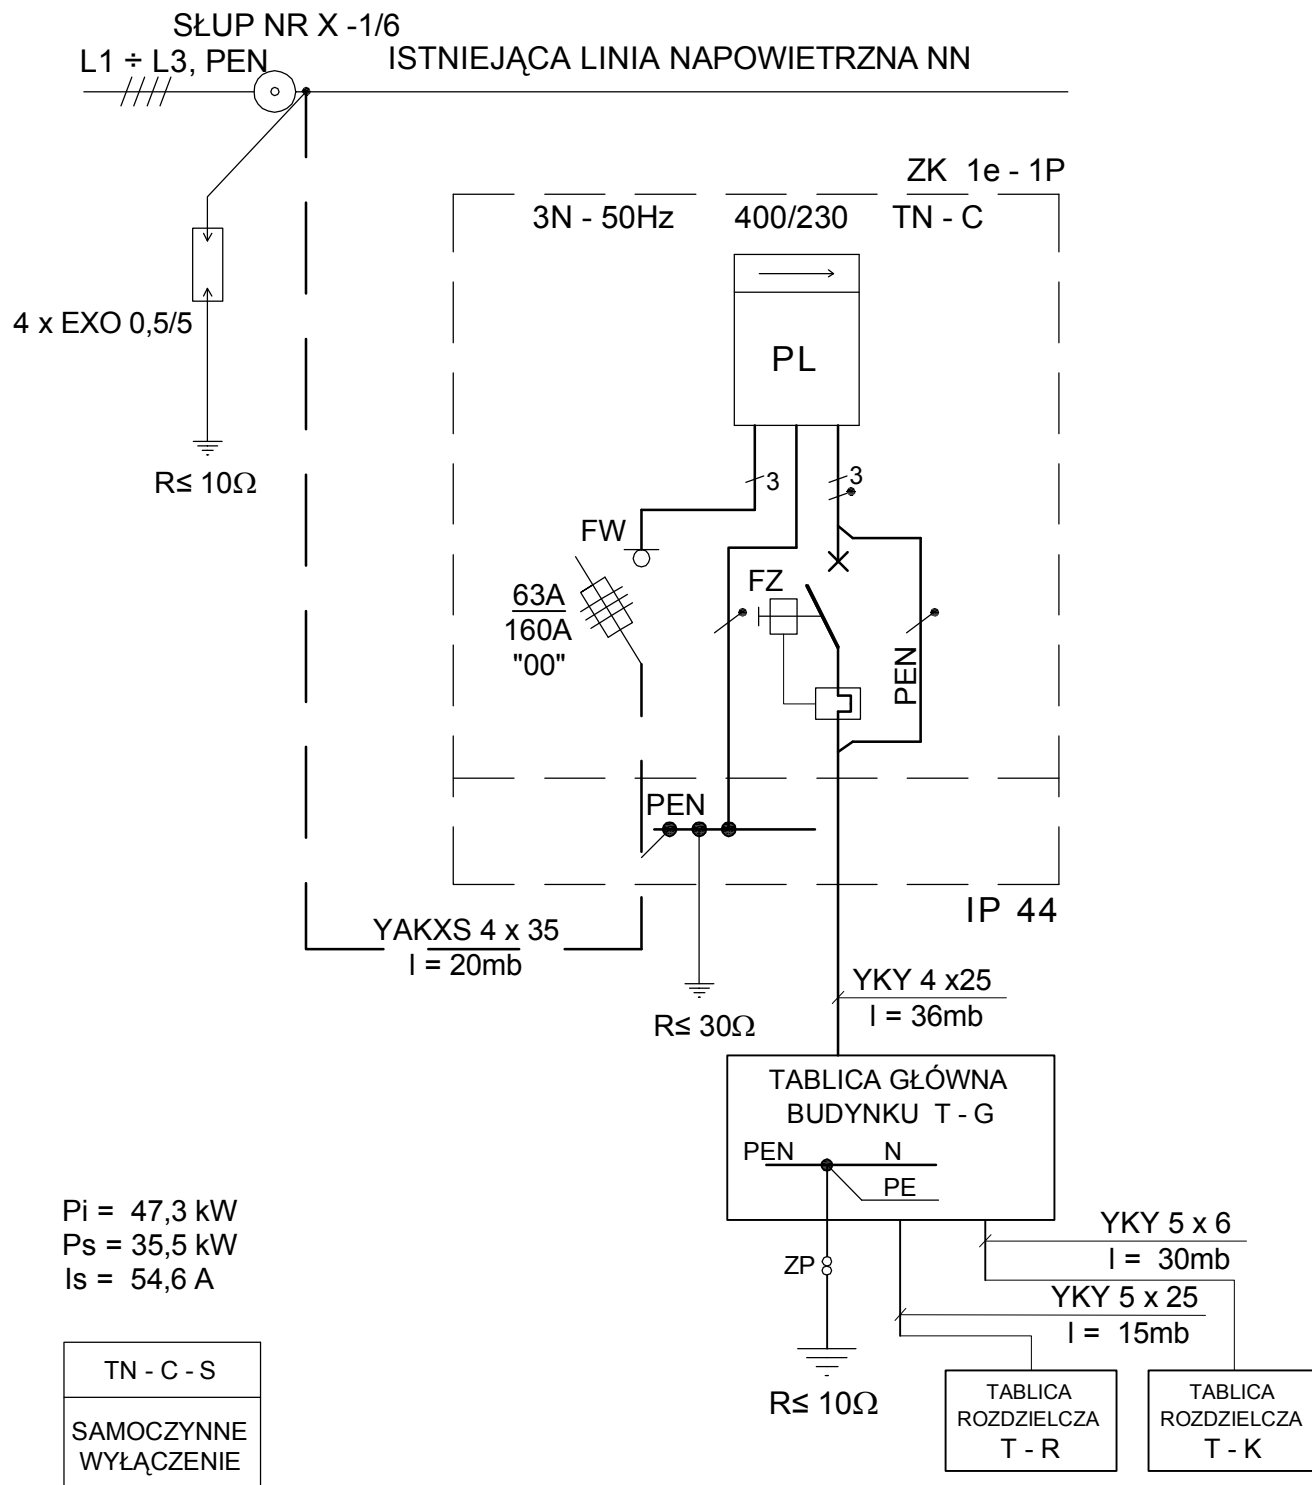 SŁUP NR X -1/6
L1 ÷ L3, PEN
ISTNIEJĄCA LINIA NAPOWIETRZNA NN
ZK 1e - 1P
3N - 50Hz 400/230 TN - C
4 x EXO 0,5/5
R≤ 10Ω
PL
3
3
FW
63A
160A
"00"
FZ
PEN
PEN
IP 44
YAKXS 4 x 35
l = 20mb
R≤ 30Ω
YKY 4 x25
l = 36mb
TABLICA GŁÓWNA
BUDYNKU T - G
PEN N
PE
ZP
R≤ 10Ω
YKY 5 x 6
l = 30mb
YKY 5 x 25
l = 15mb
TABLICA
ROZDZIELCZA
T - R
TABLICA
ROZDZIELCZA
T - K
Pi = 47,3 kW
Ps = 35,5 kW
Is = 54,6 A
TN - C - S
SAMOCZYNNE
WYŁĄCZENIE